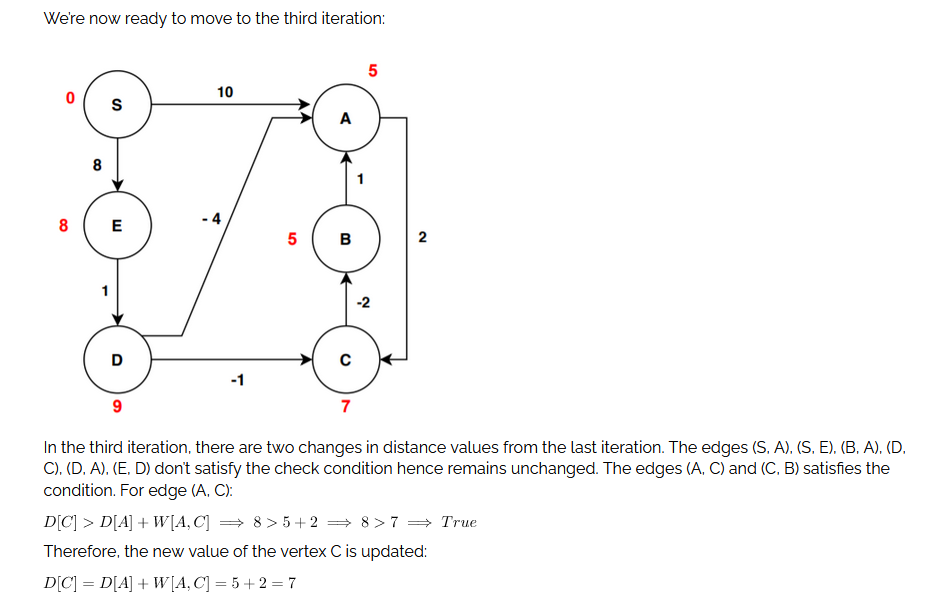 We're now ready to move to the third iteration:
5
0
S
10
A
8
1
8
E
- 4
5
B
2
1
-2
D
C
-1
9
7
In the third iteration, there are two changes in distance values from the last iteration. The edges (S, A), (S, E), (B, A), (D,
C), (D, A), (E, D) don't satisfy the check condition hence remains unchanged. The edges (A, C) and (C, B) satisfies the
condition. For edge (A, C):
D[C] > D[A] + W[A, C] ⟹ 8 > 5 + 2 ⟹ 8 > 7 ⟹ True
Therefore, the new value of the vertex C is updated:
D[C] = D[A] + W[A, C] = 5 + 2 = 7